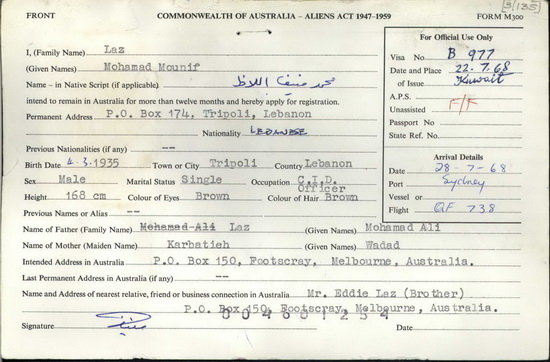 [3/135]
FRONT COMMONWEALTH OF AUSTRALIA – ALIENS ACT 1947-1959 FORM M300
I, (Family Name) Laz
(Given Names) Mohamad Mounif
Name – in Native Script (if applicable) محمد منيف اللاظ
intend to remain in Australia for more than twelve months and hereby apply for registration.
Permanent Address P.O. Box 174, Tripoli, Lebanon
Nationality LEBANESE
Previous Nationalities (if any) --
Birth Date 4.3.1935 Town or City Tripoli Country Lebanon
Sex Male Marital Status Single Occupation C.I.D. Officer
Height 168 cm Colour of Eyes Brown Colour of Hair Brown
Previous Names or Alias --
Name of Father (Family Name) Mohamad Ali Laz (Given Names) Mohamad Ali
Name of Mother (Maiden Name) Karbatieh (Given Names) Wadad
Intended Address in Australia P.O. Box 150, Footscray, Melbourne, Australia.
Last Permanent Address in Australia (if any) --
Name and Address of nearest relative, friend or business connection in Australia Mr. Eddie Laz (Brother)
P.O. Box 150, Footscray, Melbourne, Australia.
Signature Date
For Official Use Only
Visa No. B 977
Date and Place 22.7.68
of Issue Kuwait
A.P.S.
Unassisted F/F
Passport No
State Ref. No.
Arrival Details
Date 28-7-68
Port Sydney
Vessel or
Flight QF 738